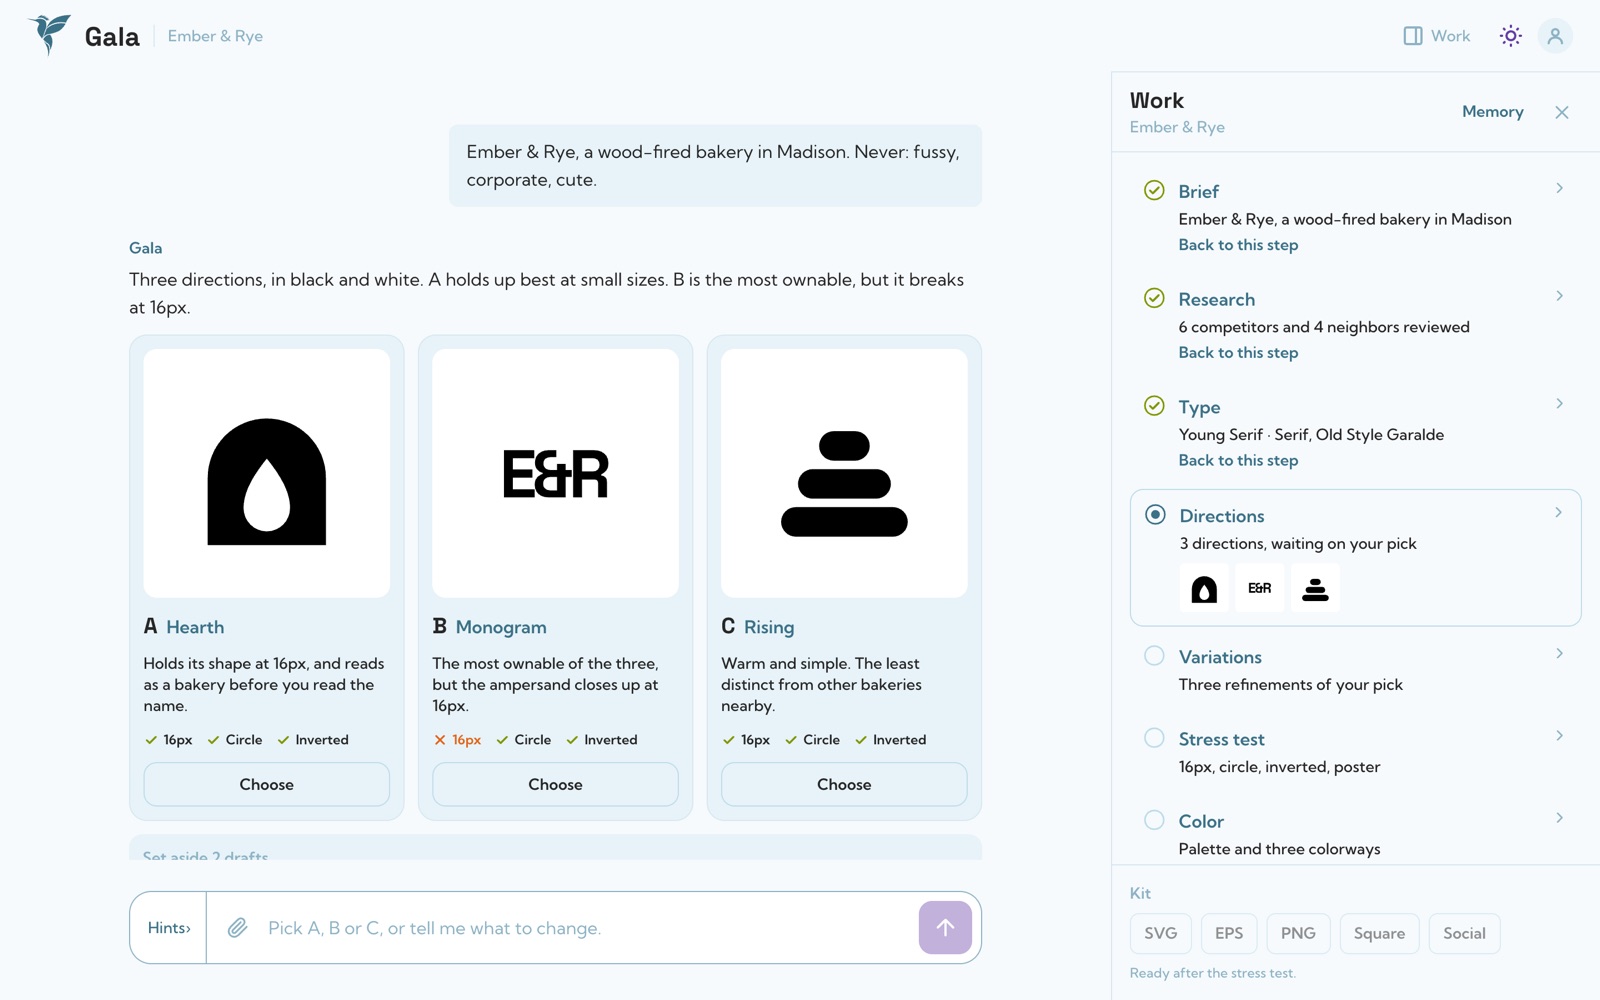 Gala
Ember & Rye
Work
Ember & Rye, a wood-fired bakery in Madison. Never: fussy,
corporate, cute.
Gala
Three directions, in black and white. A holds up best at small sizes. B is the most ownable, but it breaks
at 16px.
E&R
A Hearth
Holds its shape at 16px, and reads
as a bakery before you read the
name.
16px
Circle
Inverted
Choose
B Monogram
The most ownable of the three,
but the ampersand closes up at
16px.
16px
Circle
Inverted
Choose
C Rising
Warm and simple. The least
distinct from other bakeries
nearby.
16px
Circle
Inverted
Choose
Set aside 2 drafts
Hints›
Pick A, B or C, or tell me what to change.
Work
Ember & Rye
Memory
Brief
Ember & Rye, a wood-fired bakery in Madison
Back to this step
Research
6 competitors and 4 neighbors reviewed
Back to this step
Type
Young Serif · Serif, Old Style Garalde
Back to this step
Directions
3 directions, waiting on your pick
E&R
Variations
Three refinements of your pick
Stress test
16px, circle, inverted, poster
Color
Palette and three colorways
Kit
SVG
EPS
PNG
Square
Social
Ready after the stress test.